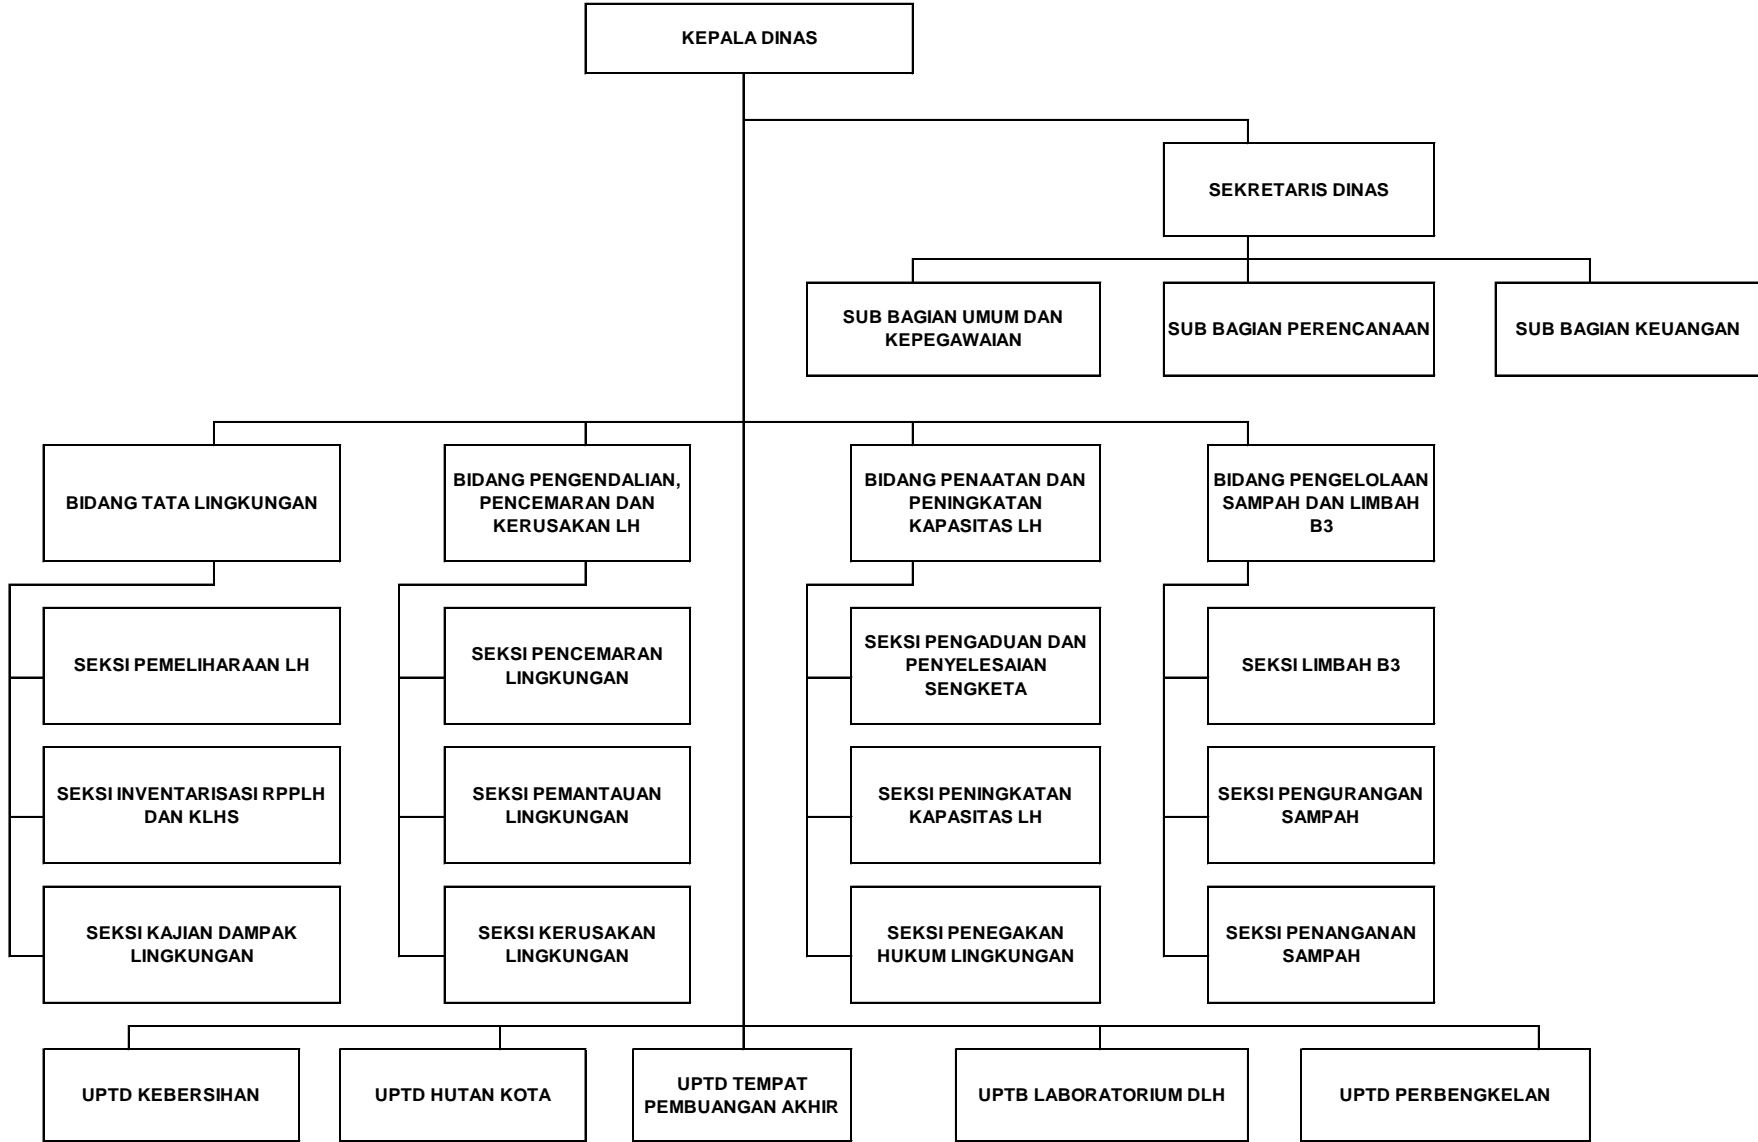 KEPALA DINAS
SEKRETARIS DINAS
SUB BAGIAN UMUM DAN
KEPEGAWAIAN
SUB BAGIAN PERENCANAAN
SUB BAGIAN KEUANGAN
BIDANG TATA LINGKUNGAN
BIDANG PENGENDALIAN,
PENCEMARAN DAN
KERUSAKAN LH
BIDANG PENAATAN DAN
PENINGKATAN
KAPASITAS LH
BIDANG PENGELOLAAN
SAMPAH DAN LIMBAH
B3
SEKSI PEMELIHARAAN LH
SEKSI PENCEMARAN
LINGKUNGAN
SEKSI PENGADUAN DAN
PENYELESAIAN
SENGKETA
SEKSI LIMBAH B3
SEKSI INVENTARISASI RPPLH
DAN KLHS
SEKSI PEMANTAUAN
LINGKUNGAN
SEKSI PENINGKATAN
KAPASITAS LH
SEKSI PENGURANGAN
SAMPAH
SEKSI KAJIAN DAMPAK
LINGKUNGAN
SEKSI KERUSAKAN
LINGKUNGAN
SEKSI PENEGAKAN
HUKUM LINGKUNGAN
SEKSI PENANGANAN
SAMPAH
UPTD KEBERSIHAN
UPTD HUTAN KOTA
UPTD TEMPAT
PEMBUANGAN AKHIR
UPTB LABORATORIUM DLH
UPTD PERBENGKELAN